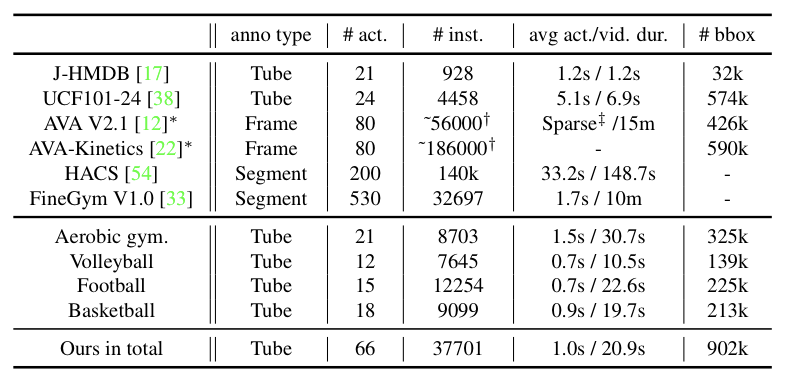 anno type # act. # inst. avg act./vid. dur. # bbox
J-HMDB [17] Tube 21 928 1.2s / 1.2s 32k
UCF101-24 [38] Tube 24 4458 5.1s / 6.9s 574k
AVA V2.1 [12]* Frame 80 ˜56000† Sparse‡ /15m 426k
AVA-Kinetics [22]* Frame 80 ˜186000† - 590k
HACS [54] Segment 200 140k 33.2s / 148.7s -
FineGym V1.0 [33] Segment 530 32697 1.7s / 10m -
Aerobic gym. Tube 21 8703 1.5s / 30.7s 325k
Volleyball Tube 12 7645 0.7s / 10.5s 139k
Football Tube 15 12254 0.7s / 22.6s 225k
Basketball Tube 18 9099 0.9s / 19.7s 213k
Ours in total Tube 66 37701 1.0s / 20.9s 902k